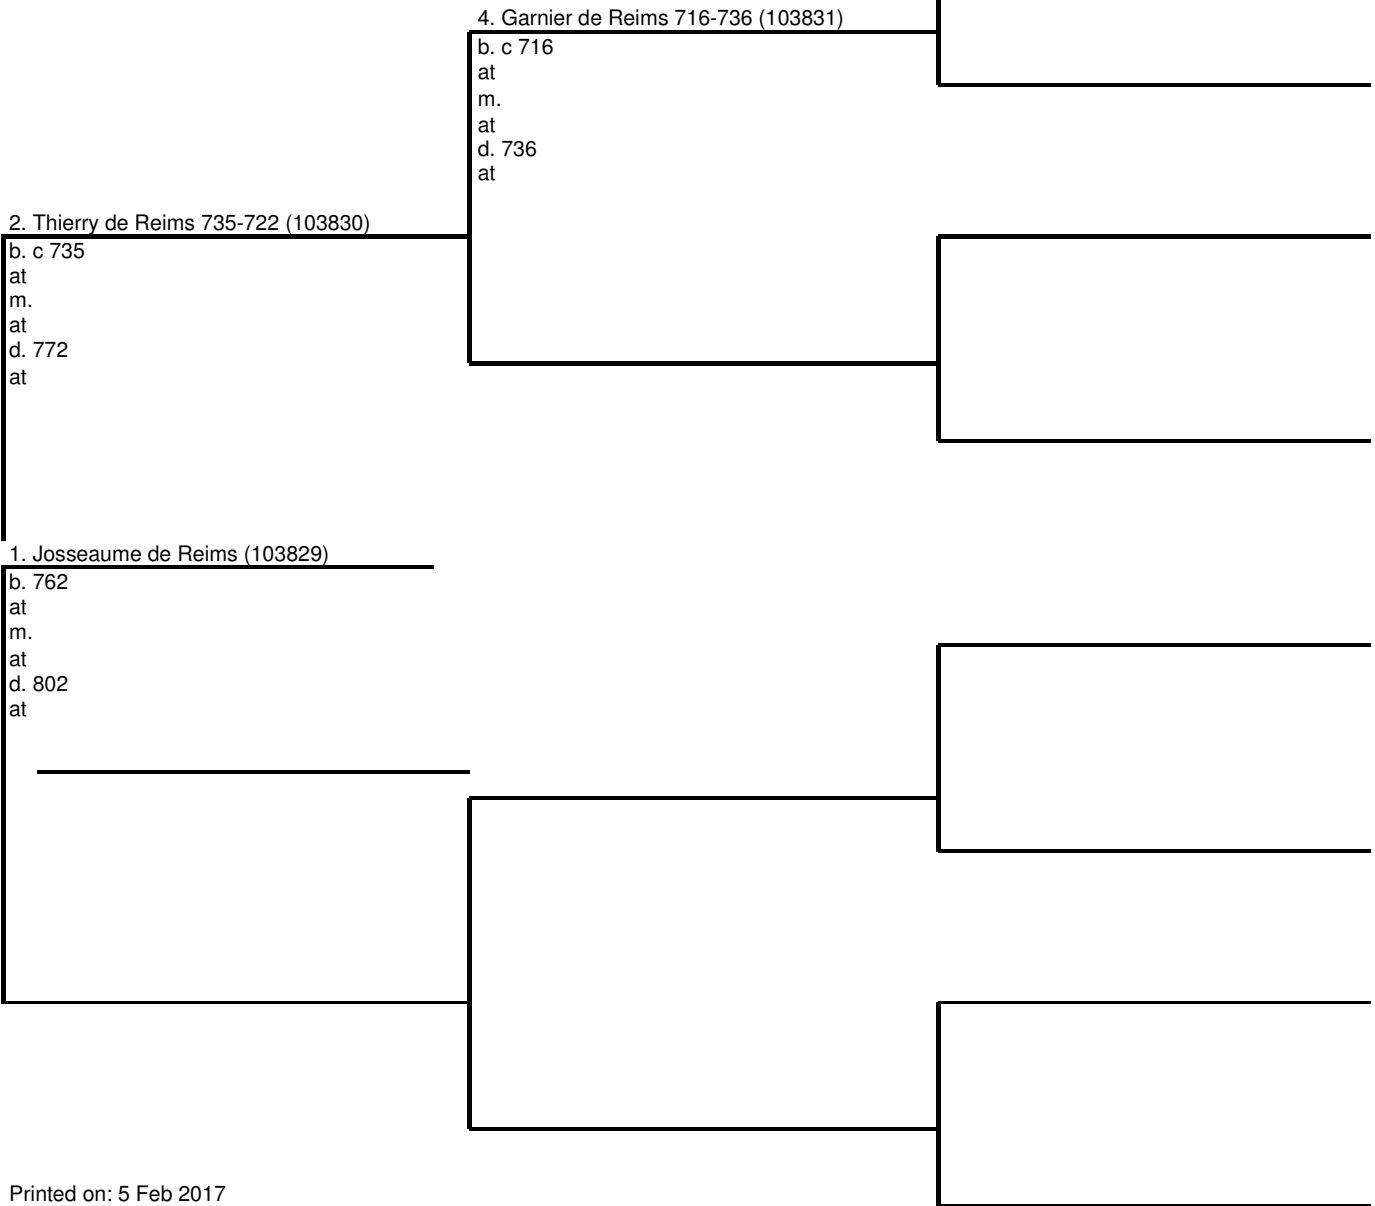 4. Garnier de Reims 716-736 (103831)
b. c 716
at
m.
at
d. 736
at
2. Thierry de Reims 735-722 (103830)
b. c 735
at
m.
at
d. 772
at
1. Josseaume de Reims (103829)
b. 762
at
m.
at
d. 802
at
Printed on: 5 Feb 2017